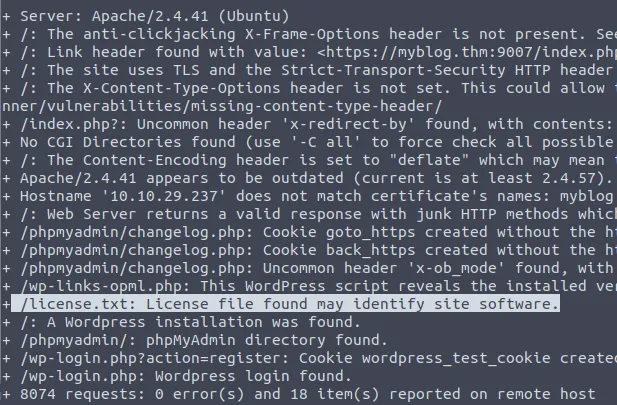 + Server: Apache/2.4.41 (Ubuntu)
+ /: The anti-clickjacking X-Frame-Options header is not present. See
+ /: Link header found with value: <https://myblog.thm:9007/index.php
+ /: The site uses TLS and the Strict-Transport-Security HTTP header
+ /: The X-Content-Type-Options header is not set. This could allow t
nner/vulnerabilities/missing-content-type-header/
+ /index.php?: Uncommon header 'x-redirect-by' found, with contents:
+ No CGI Directories found (use '-C all' to force check all possible
+ /: The Content-Encoding header is set to "deflate" which may mean t
+ Apache/2.4.41 appears to be outdated (current is at least 2.4.57).
+ Hostname '10.10.29.237' does not match certificate's names: myblog
+ /: Web Server returns a valid response with junk HTTP methods which
+ /phpmyadmin/changelog.php: Cookie goto_https created without the ht
+ /phpmyadmin/changelog.php: Cookie back_https created without the ht
+ /phpmyadmin/changelog.php: Uncommon header 'x-ob_mode' found, with
+ /wp-links-opml.php: This WordPress script reveals the installed ver
+ /license.txt: License file found may identify site software.
+ /: A Wordpress installation was found.
+ /phpmyadmin/: phpMyAdmin directory found.
+ /wp-login.php?action=register: Cookie wordpress_test_cookie created
+ /wp-login.php: Wordpress login found.
+ 8074 requests: 0 error(s) and 18 item(s) reported on remote host